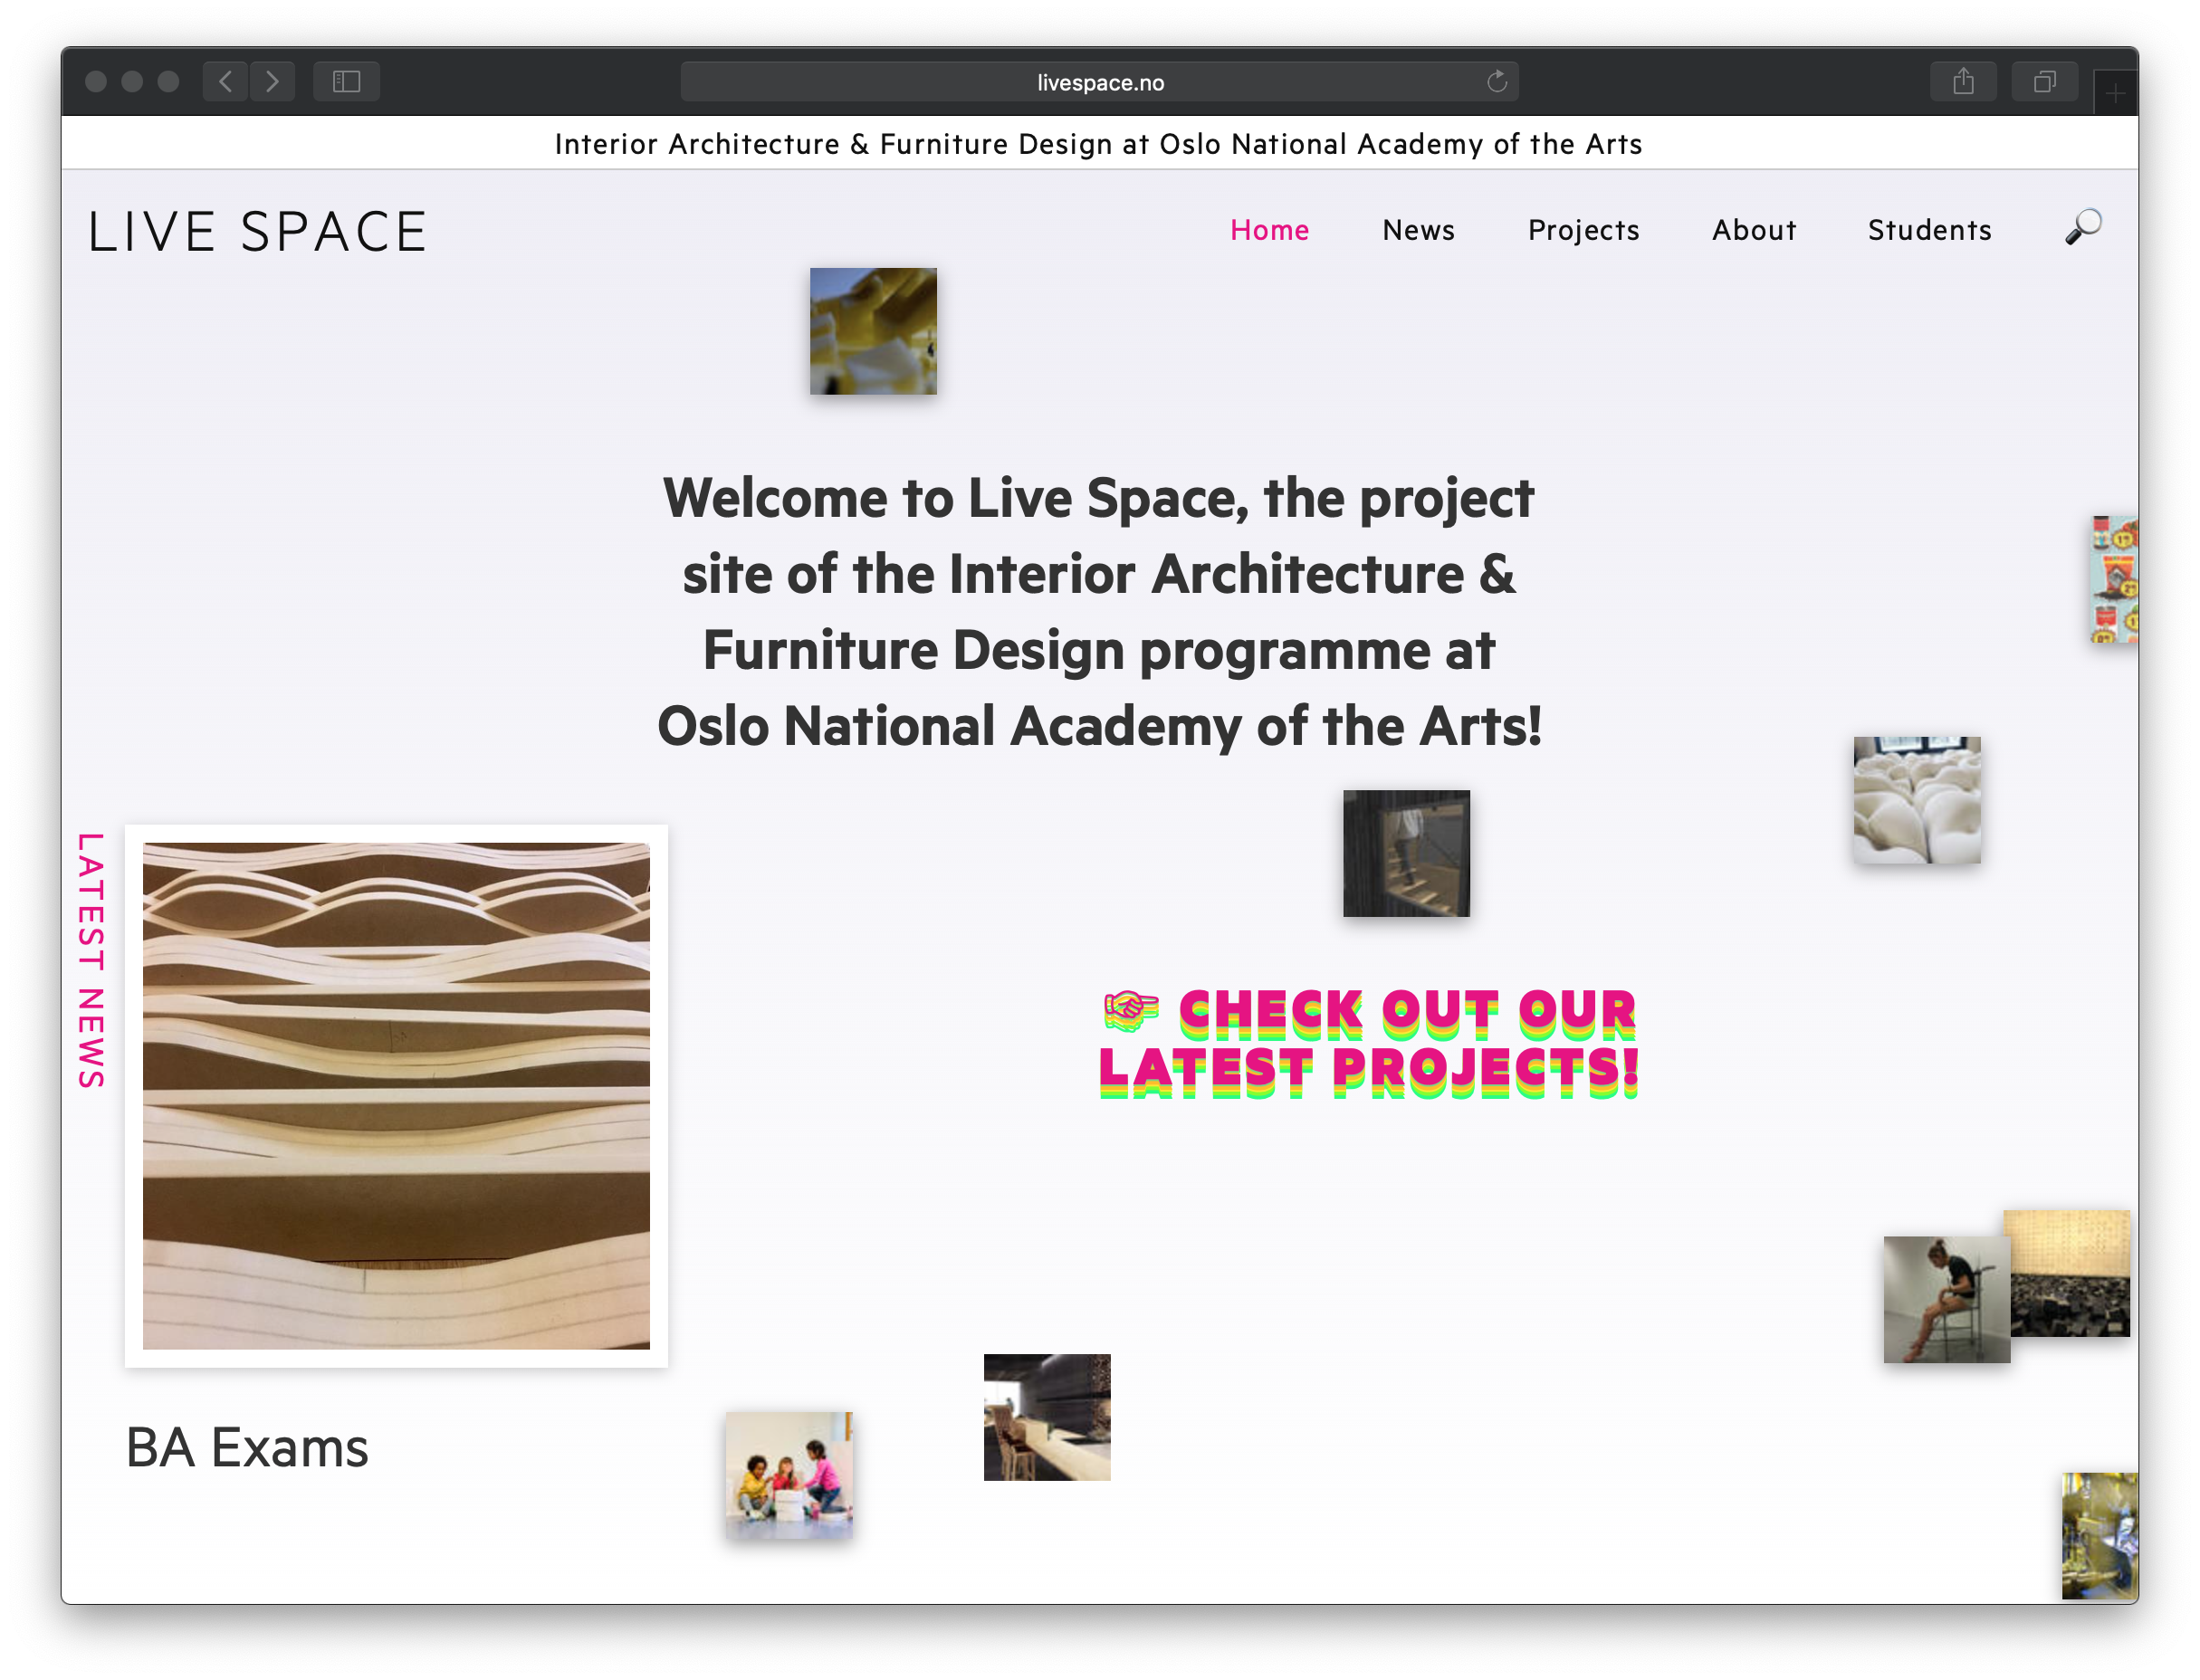 livespace.no
Interior Architecture & Furniture Design at Oslo National Academy of the Arts
LIVE SPACE
Home News Projects About Students
Welcome to Live Space, the project
site of the Interior Architecture &
Furniture Design programme at
Oslo National Academy of the Arts!
LATEST NEWS
👉 CHECK OUT OUR
LATEST PROJECTS!
BA Exams